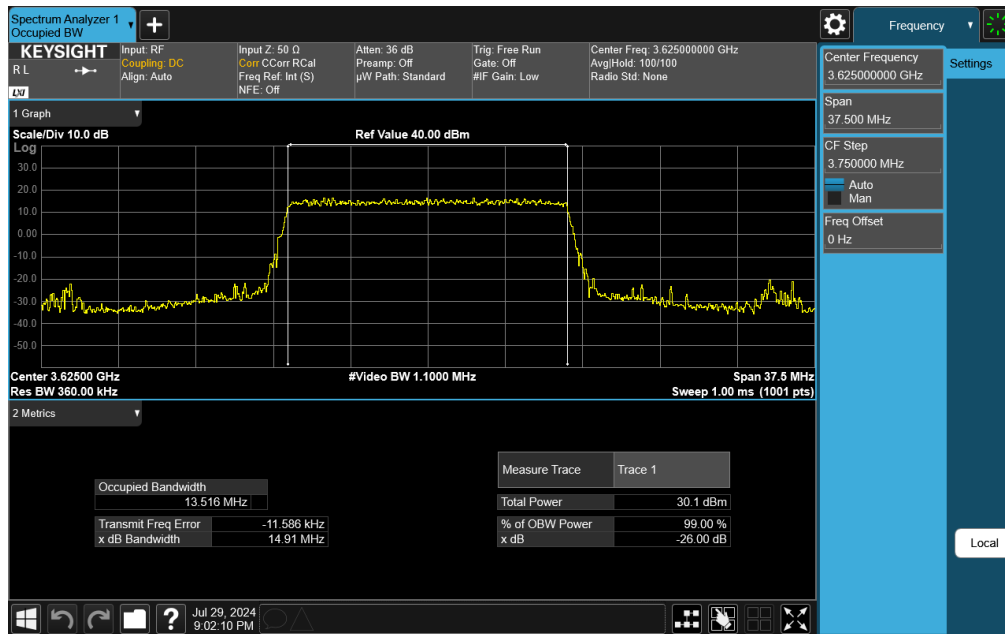 Spectrum Analyzer 1
Occupied BW
Frequency
KEYSIGHT
R L
LXI
Input: RF
Coupling: DC
Align: Auto
Input Z: 50 Ω
Corr CCorr RCal
Freq Ref: Int (S)
NFE: Off
Atten: 36 dB
Preamp: Off
µW Path: Standard
Trig: Free Run
Gate: Off
#IF Gain: Low
Center Freq: 3.625000000 GHz
Avg|Hold: 100/100
Radio Std: None
Center Frequency
3.625000000 GHz
Settings
Span
37.500 MHz
CF Step
3.750000 MHz
Auto
Man
Freq Offset
0 Hz
1 Graph
Scale/Div 10.0 dB
Ref Value 40.00 dBm
Log
30.0
20.0
10.0
0.00
-10.0
-20.0
-30.0
-40.0
-50.0
Center 3.62500 GHz
#Video BW 1.1000 MHz
Span 37.5 MHz
Res BW 360.00 kHz
Sweep 1.00 ms (1001 pts)
2 Metrics
Occupied Bandwidth
13.516 MHz
Transmit Freq Error -11.586 kHz
x dB Bandwidth 14.91 MHz
Measure Trace Trace 1
Total Power 30.1 dBm
% of OBW Power 99.00 %
x dB -26.00 dB
Local
?
Jul 29, 2024
9:02:10 PM